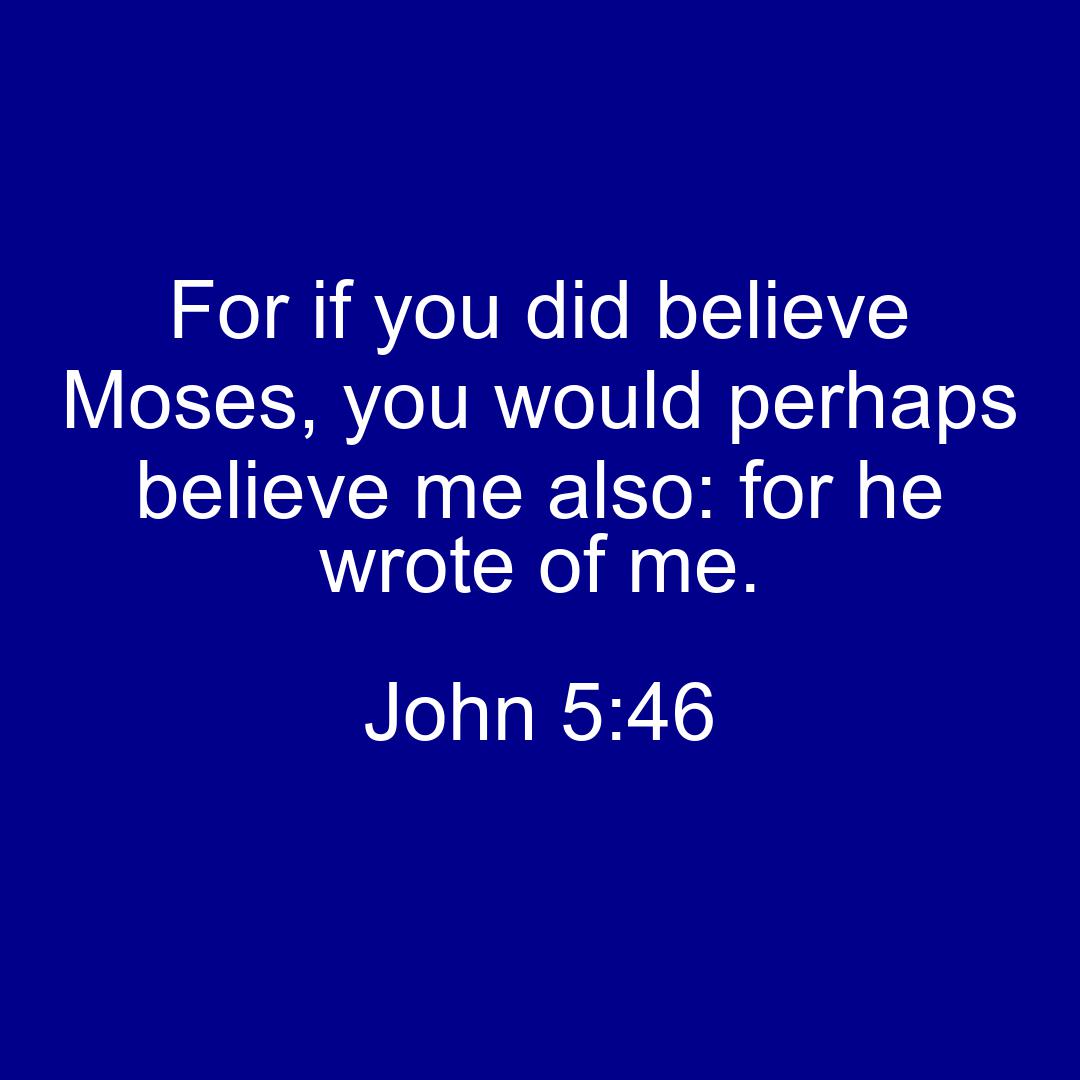 For if you did believe
Moses, you would perhaps
believe me also: for he
wrote of me.
John 5:46